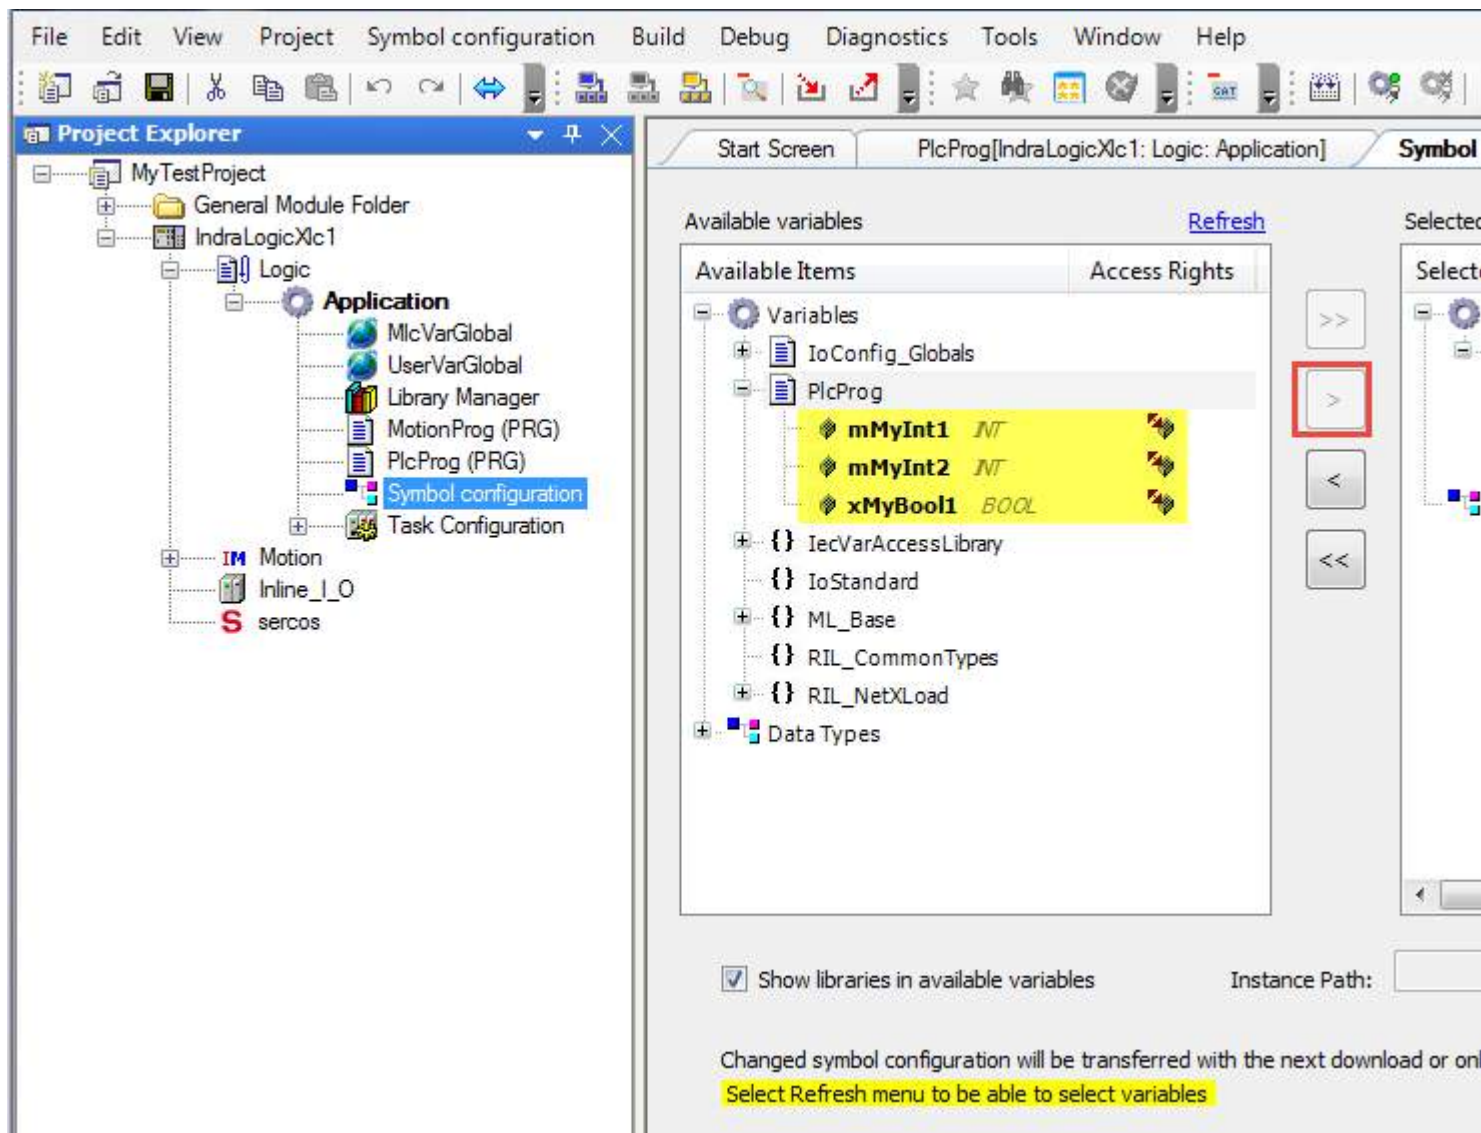 File Edit View Project Symbol configuration Build Debug Diagnostics Tools Window Help
CAT
Project Explorer
MyTestProject
General Module Folder
IndraLogicXlc1
Logic
Application
MlcVarGlobal
UserVarGlobal
Library Manager
MotionProg (PRG)
PlcProg (PRG)
Symbol configuration
Task Configuration
IM Motion
Inline_I_O
S sercos
Start Screen PlcProg[IndraLogicXlc1: Logic: Application] Symbol
Available variables Refresh Selected
Available Items Access Rights Select
Variables
IoConfig_Globals
PlcProg
mMyInt1 INT
mMyInt2 INT
xMyBool1 BOOL
{} IecVarAccessLibrary
{} IoStandard
{} ML_Base
{} RIL_CommonTypes
{} RIL_NetXLoad
Data Types
>>
>
<
<<
Show libraries in available variables Instance Path:
Changed symbol configuration will be transferred with the next download or onl
Select Refresh menu to be able to select variables